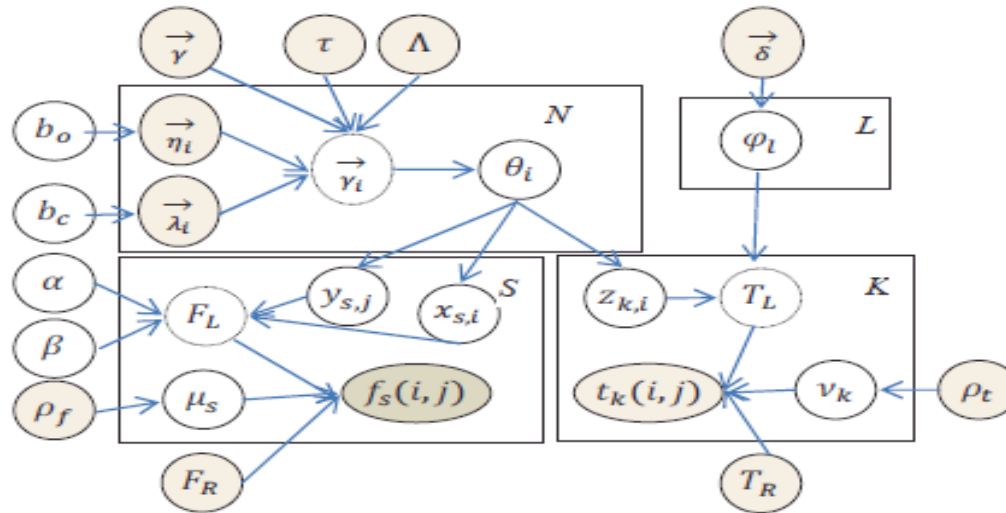 γ⃗ τ Λ δ⃗
N L
b_o η⃗_i γ⃗_i θ_i φ_l
b_c λ⃗_i
α F_L y_{s,j} x_{s,i} S z_{k,i} T_L K
β
ρ_f μ_s f_s(i,j) t_k(i,j) ν_k ρ_t
F_R T_R